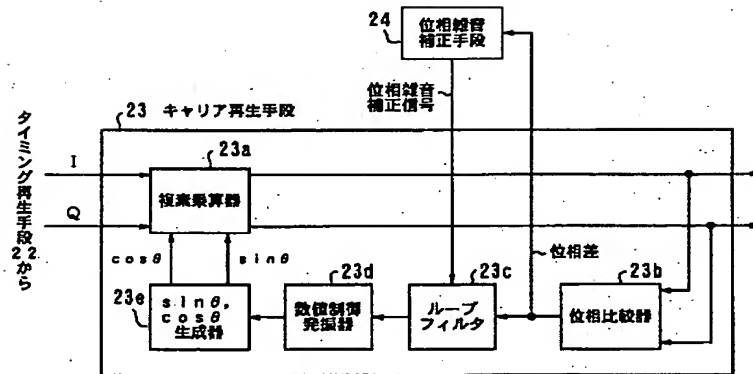 24
位相雑音
補正手段
位相雑音
補正信号
23 キャリア再生手段
タイミング再生手段22から
I
Q
23a
複素乗算器
cosθ
sinθ
位相差
23e
sinθ,
cosθ
生成器
23d
数値制御
発振器
23c
ループ
フィルタ
23b
位相比較器